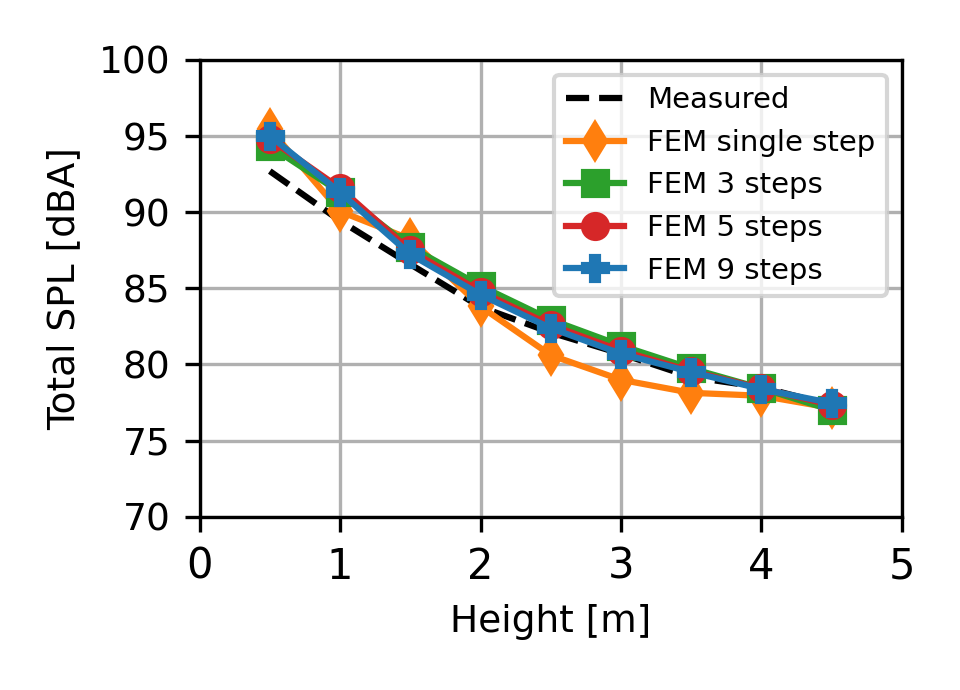 100
95
90
85
80
75
70
Total SPL [dBA]
Measured
FEM single step
FEM 3 steps
FEM 5 steps
FEM 9 steps
0 1 2 3 4 5
Height [m]